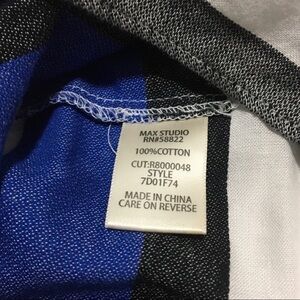 MAX STUDIO
RN#58822
100%COTTON
CUT:R8000048
STYLE
7D01F74
MADE IN CHINA
CARE ON REVERSE